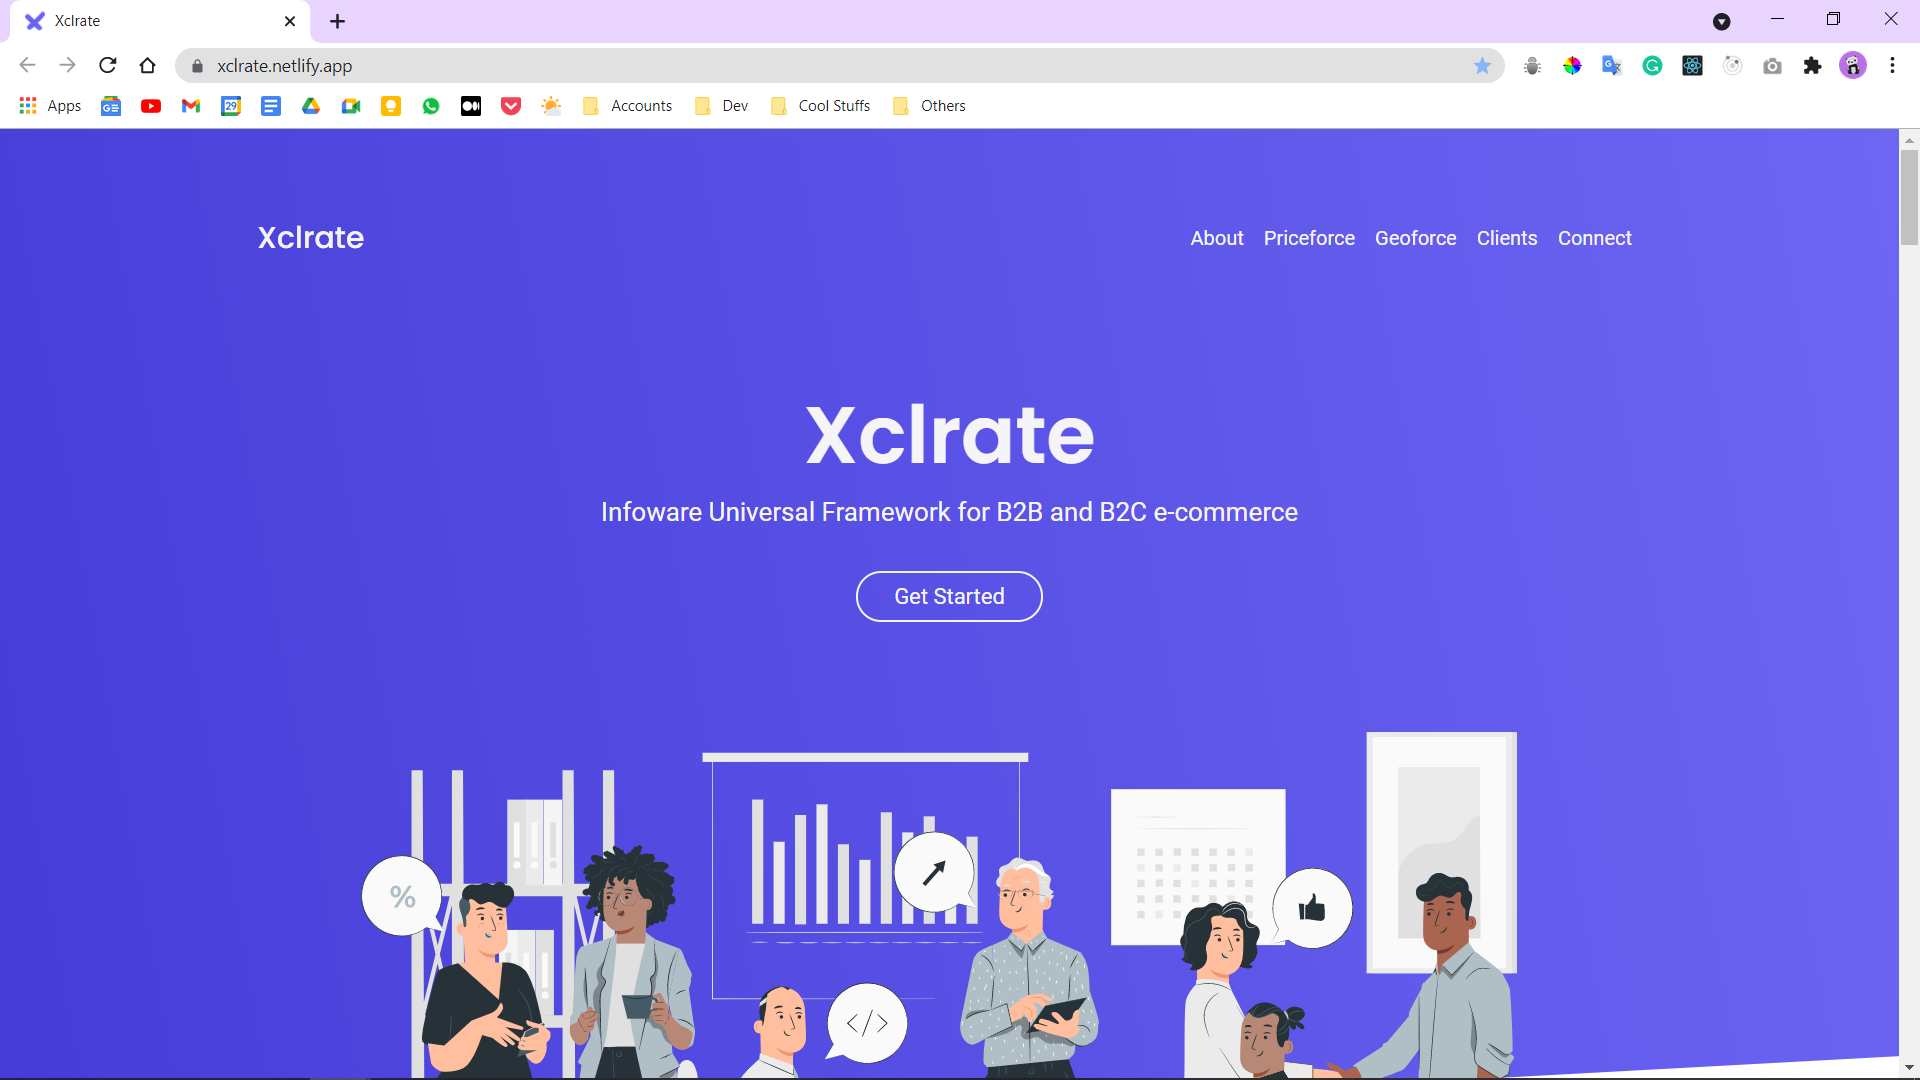 Xclrate
xclrate.netlify.app
Apps
29
Accounts
Dev
Cool Stuffs
Others
Xclrate
About Priceforce Geoforce Clients Connect
Xclrate
Infoware Universal Framework for B2B and B2C e-commerce
Get Started
%
</>